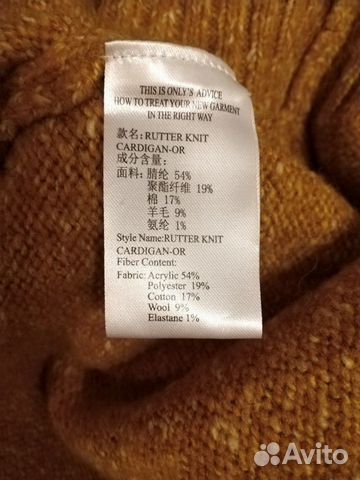 THIS IS ONLY'S ADVICE
HOW TO TREAT YOUR NEW GARMENT
IN THE RIGHT WAY
款名:RUTTER KNIT
CARDIGAN-OR
成分含量:
面料: 腈纶 54%
聚酯纤维 19%
棉 17%
羊毛 9%
氨纶 1%
Style Name:RUTTER KNIT
CARDIGAN-OR
Fiber Content:
Fabric: Acrylic 54%
Polyester 19%
Cotton 17%
Wool 9%
Elastane 1%
Avito